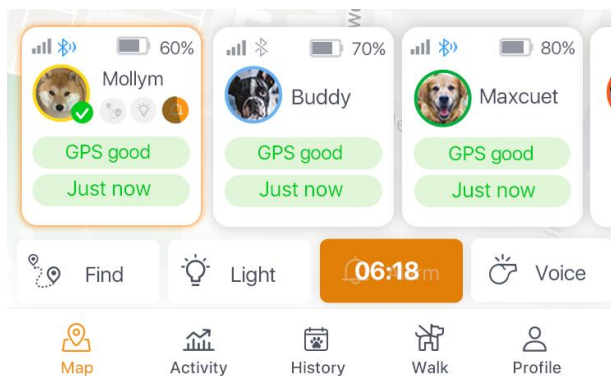 60%
Mollym
GPS good
Just now
70%
Buddy
GPS good
Just now
80%
Maxcuet
GPS good
Just now
Find
Light
06:18
Voice
Map
Activity
History
Walk
Profile